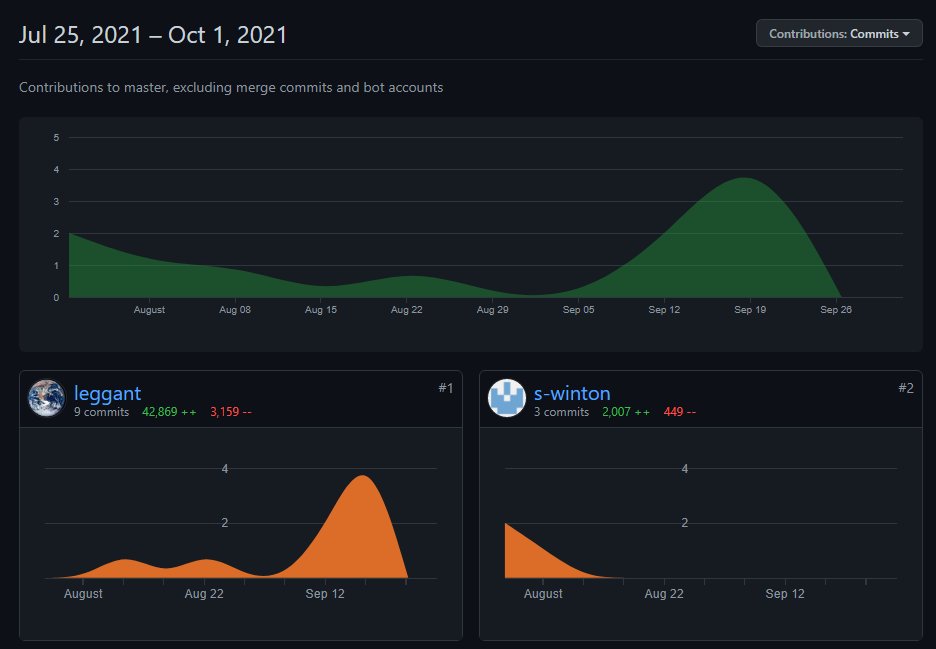 Jul 25, 2021 – Oct 1, 2021
Contributions: Commits
Contributions to master, excluding merge commits and bot accounts
5
4
3
2
1
0
August Aug 08 Aug 15 Aug 22 Aug 29 Sep 05 Sep 12 Sep 19 Sep 26
leggant #1
9 commits 42,869 ++ 3,159 --
4
2
August Aug 22 Sep 12
s-winton #2
3 commits 2,007 ++ 449 --
4
2
August Aug 22 Sep 12